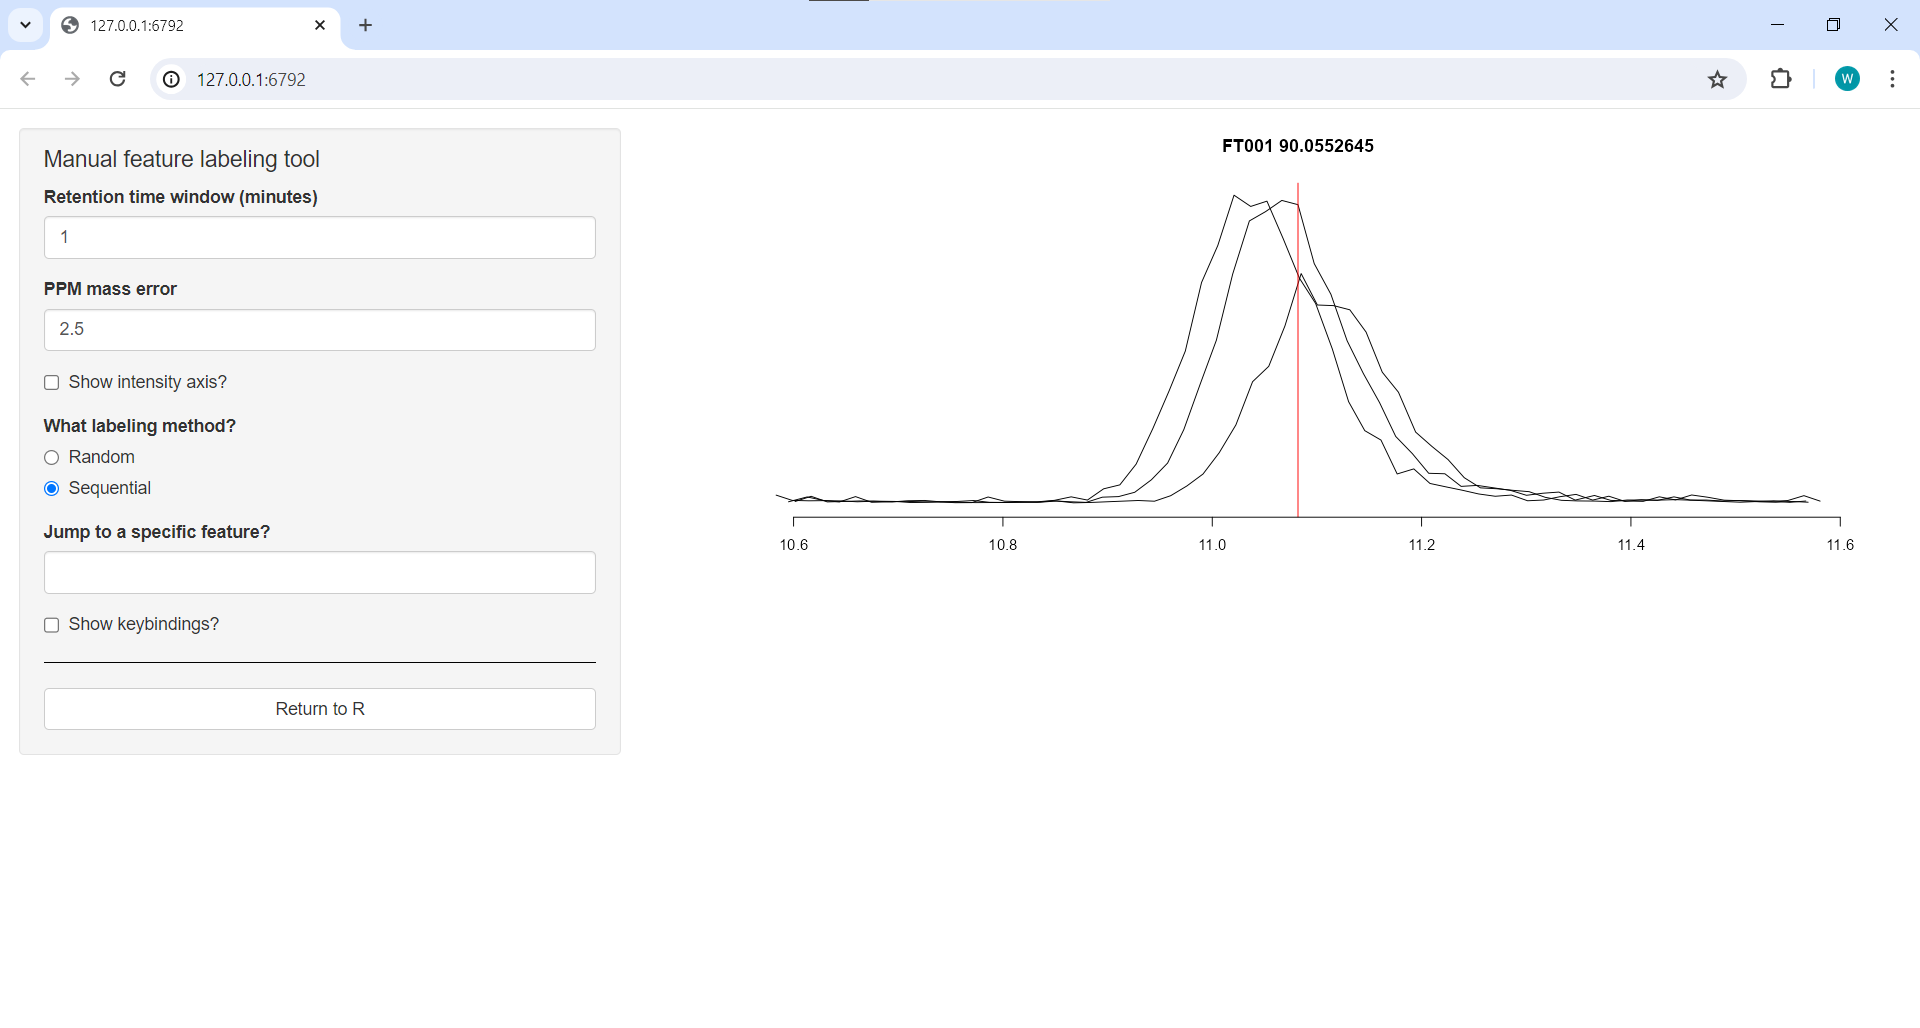 127.0.0.1:6792
127.0.0.1:6792
W
Manual feature labeling tool
Retention time window (minutes)
1
PPM mass error
2.5
Show intensity axis?
What labeling method?
Random
Sequential
Jump to a specific feature?
Show keybindings?
Return to R
FT001 90.0552645
10.6 10.8 11.0 11.2 11.4 11.6